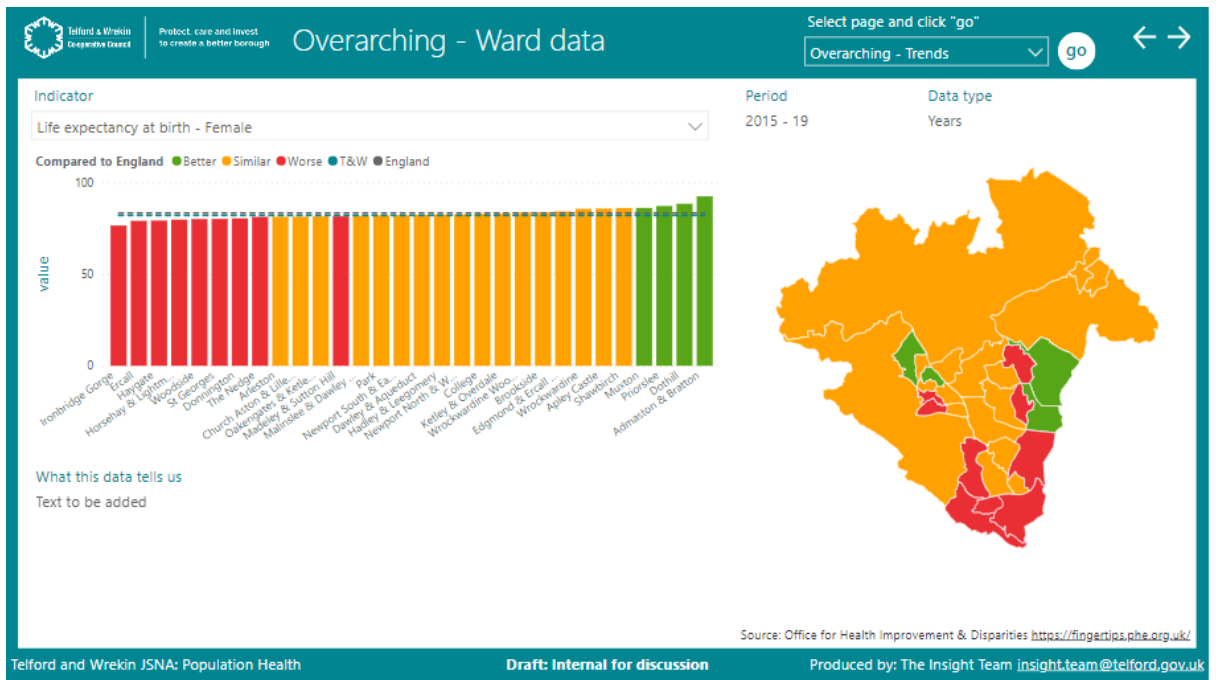 Telford & Wrekin
Co-operative Council
Protect, care and invest
to create a better borough
Overarching - Ward data
Select page and click "go"
Overarching - Trends
go
Indicator
Life expectancy at birth - Female
Period
2015 - 19
Data type
Years
Compared to England Better Similar Worse T&W England
100
50
0
value
Ironbridge Gorge
Ercall
Haygate
Horsehay & Lightm...
Woodside
St Georges
Donnington
The Nedge
Arleston
Church Aston & Lille...
Oakengates & Ketle...
Madeley & Sutton Hill
Malinslee & Dawley ...
Park
Newport South & Ea...
Dawley & Aqueduct
Hadley & Leegomery
Newport North & W...
College
Ketley & Overdale
Wrockwardine Woo...
Brookside
Edgmond & Ercall ...
Wrockwardine
Apley Castle
Shawbirch
Muxton
Priorslee
Dothill
Admaston & Bratton
What this data tells us
Text to be added
Source: Office for Health Improvement & Disparities https://fingertips.phe.org.uk/
Telford and Wrekin JSNA: Population Health
Draft: Internal for discussion
Produced by: The Insight Team insight.team@telford.gov.uk